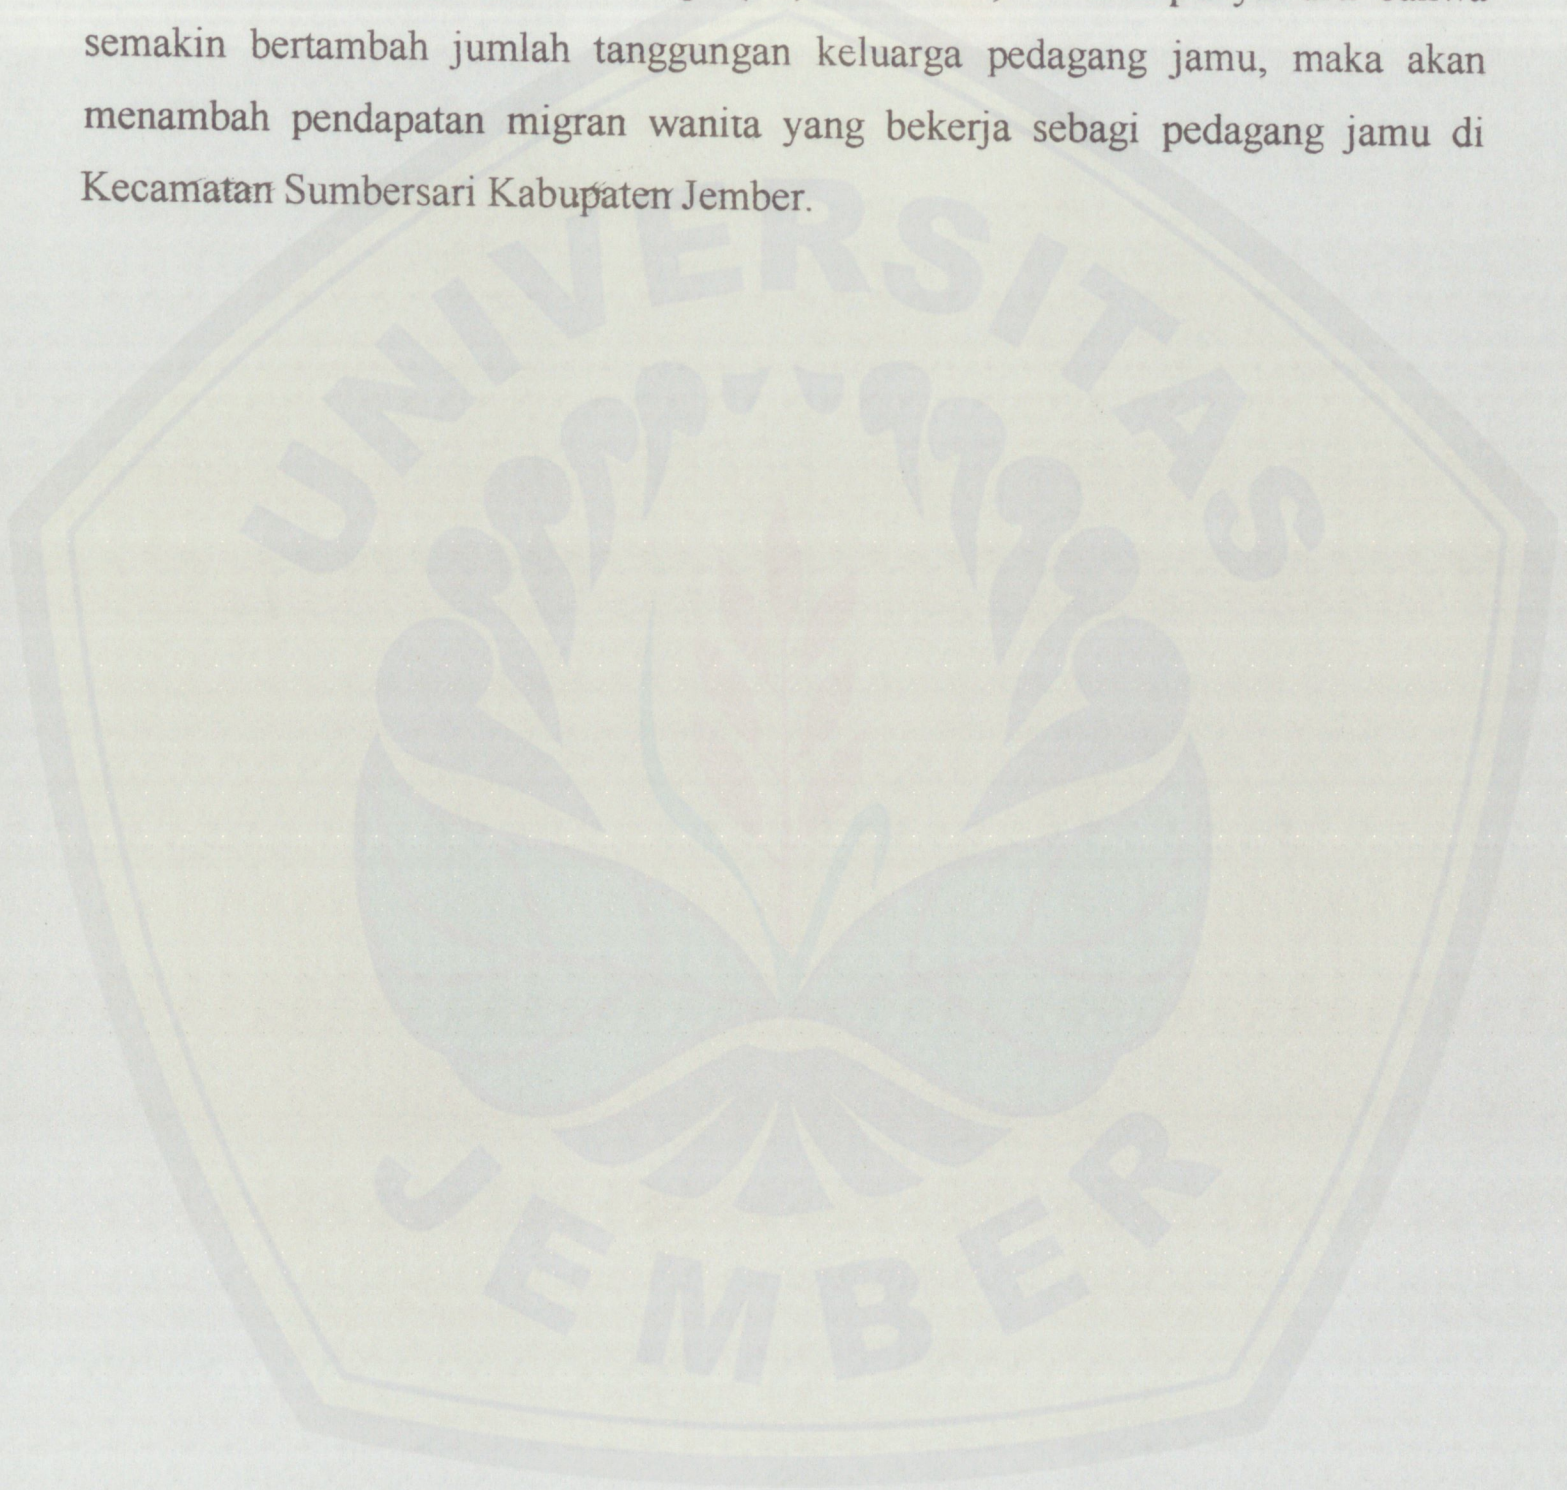 semakin bertambah jumlah tanggungan keluarga pedagang jamu, maka akan
menambah pendapatan migran wanita yang bekerja sebagi pedagang jamu di
Kecamatan Sumbersari Kabupaten Jember.
UNIVERSITAS
JEMBER